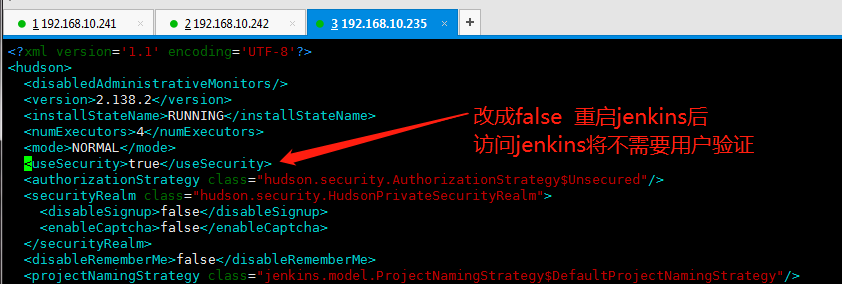 1 192.168.10.241 × 2 192.168.10.242 × 3 192.168.10.235 × +
<?xml version='1.1' encoding='UTF-8'?>
<hudson>
<disabledAdministrativeMonitors/>
<version>2.138.2</version>
<installStateName>RUNNING</installStateName>
<numExecutors>4</numExecutors>
<mode>NORMAL</mode>
<useSecurity>true</useSecurity>
改成false 重启jenkins后
访问jenkins将不需要用户验证
<authorizationStrategy class="hudson.security.AuthorizationStrategy$Unsecured"/>
<securityRealm class="hudson.security.HudsonPrivateSecurityRealm">
<disableSignup>false</disableSignup>
<enableCaptcha>false</enableCaptcha>
</securityRealm>
<disableRememberMe>false</disableRememberMe>
<projectNamingStrategy class="jenkins.model.ProjectNamingStrategy$DefaultProjectNamingStrategy"/>